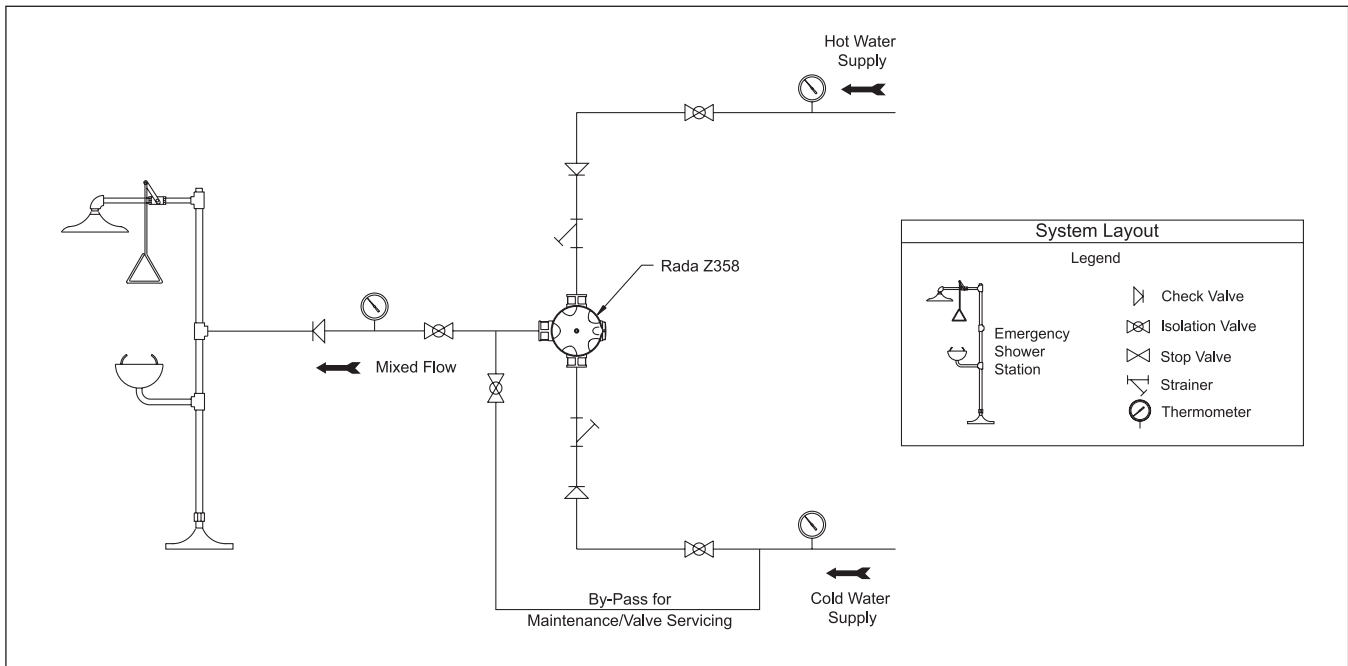 Hot Water
Supply
Rada Z358
Mixed Flow
By-Pass for
Maintenance/Valve Servicing
Cold Water
Supply
System Layout
Legend
Emergency
Shower
Station
Check Valve
Isolation Valve
Stop Valve
Strainer
Thermometer